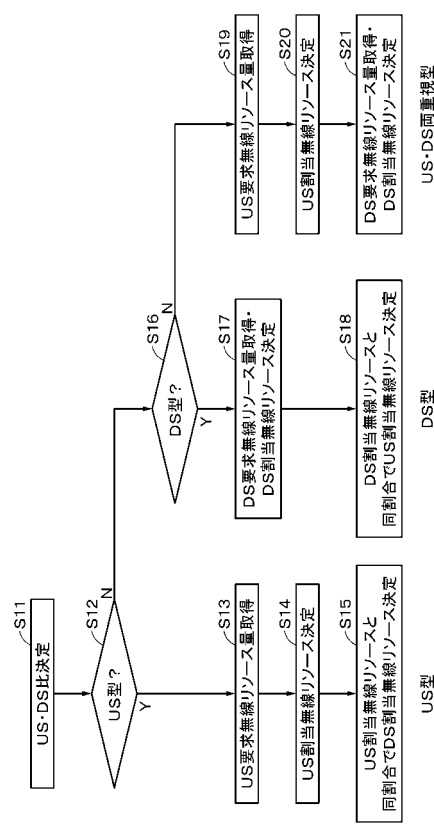 S11
US・DS比決定
S12
US型？
N
Y
S13
US要求無線リソース量取得
S14
US割当無線リソース決定
S15
US割当無線リソースと
同割合でDS割当無線リソース決定
US型
S16
DS型？
N
Y
S17
DS要求無線リソース量取得・
DS割当無線リソース決定
S18
DS割当無線リソースと
同割合でUS割当無線リソース決定
DS型
S19
US要求無線リソース量取得
S20
US割当無線リソース決定
S21
DS要求無線リソース量取得・
DS割当無線リソース決定
US・DS両重視型